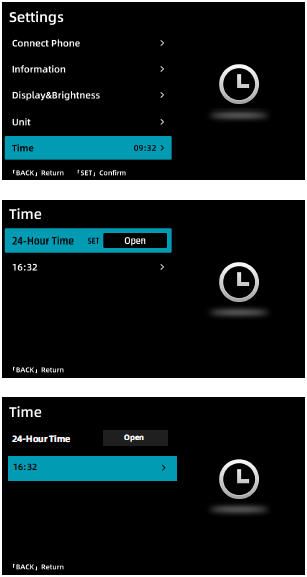 Settings
Connect Phone >
Information >
Display&Brightness >
Unit >
Time 09:32 >
「BACK」Return 「SET」Confirm
Time
24-Hour Time SET Open
16:32 >
「BACK」Return
Time
24-Hour Time Open
16:32 >
「BACK」Return